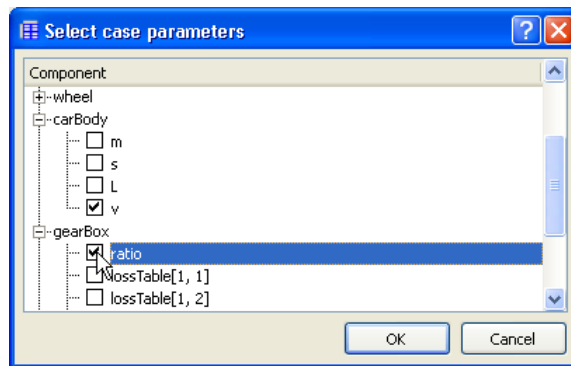 Select case parameters
Component
wheel
carBody
m
s
L
v
gearBox
ratio
lossTable[1, 1]
lossTable[1, 2]
OK Cancel